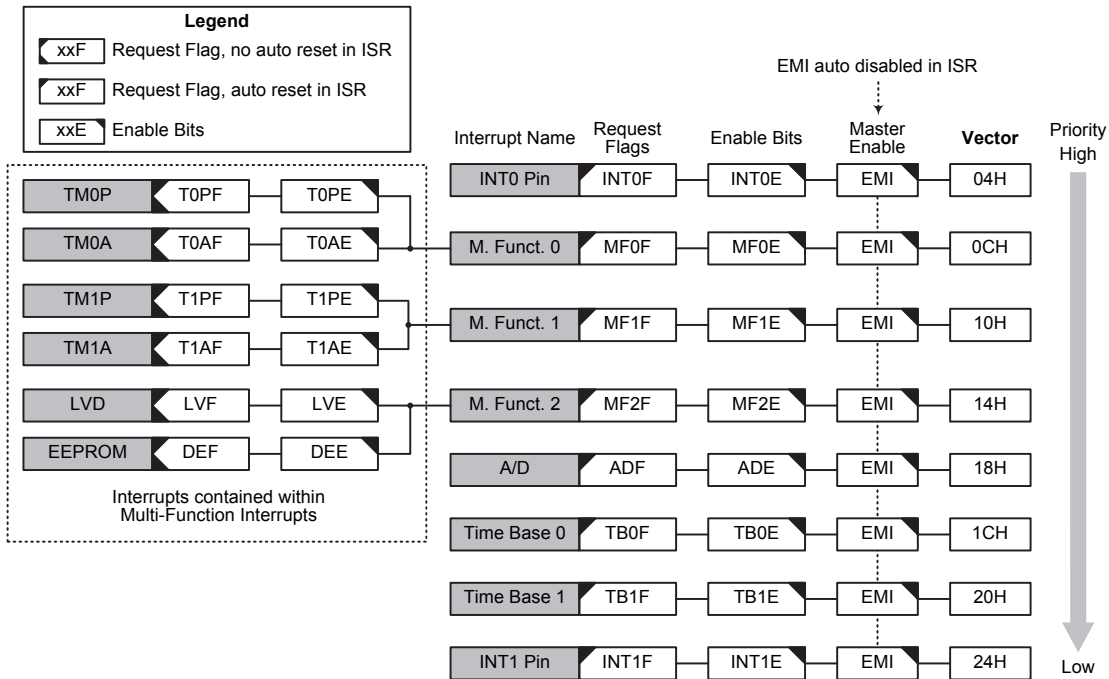 Legend
xxF Request Flag, no auto reset in ISR
xxF Request Flag, auto reset in ISR
xxE Enable Bits
EMI auto disabled in ISR
Interrupt Name Request Flags Enable Bits Master Enable Vector Priority
High
INT0 Pin INT0F INT0E EMI 04H
TM0P T0PF T0PE
TM0A T0AF T0AE M. Funct. 0 MF0F MF0E EMI 0CH
TM1P T1PF T1PE
M. Funct. 1 MF1F MF1E EMI 10H
TM1A T1AF T1AE
LVD LVF LVE M. Funct. 2 MF2F MF2E EMI 14H
EEPROM DEF DEE
A/D ADF ADE EMI 18H
Interrupts contained within
Multi-Function Interrupts
Time Base 0 TB0F TB0E EMI 1CH
Time Base 1 TB1F TB1E EMI 20H
INT1 Pin INT1F INT1E EMI 24H
Low